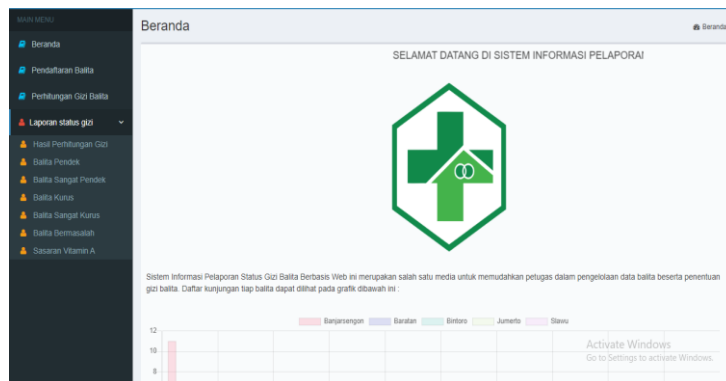 MAIN MENU
Beranda
Pendaftaran Balita
Perhitungan Gizi Balita
Laporan status gizi
Hasil Perhitungan Gizi
Balita Pendek
Balita Sangat Pendek
Balita Kurus
Balita Sangat Kurus
Balita Bermasalah
Sasaran Vitamin A
Beranda
Beranda
SELAMAT DATANG DI SISTEM INFORMASI PELAPORAI
Sistem Informasi Pelaporan Status Gizi Balita Berbasis Web ini merupakan salah satu media untuk memudahkan petugas dalam pengelolaan data balita beserta penentuan
gizi balita. Daftar kunjungan tiap balita dapat dilihat pada grafik dibawah ini :
Banjarsengon Baratan Bintoro Jumerto Slawu
12
10
8
Activate Windows
Go to Settings to activate Windows.